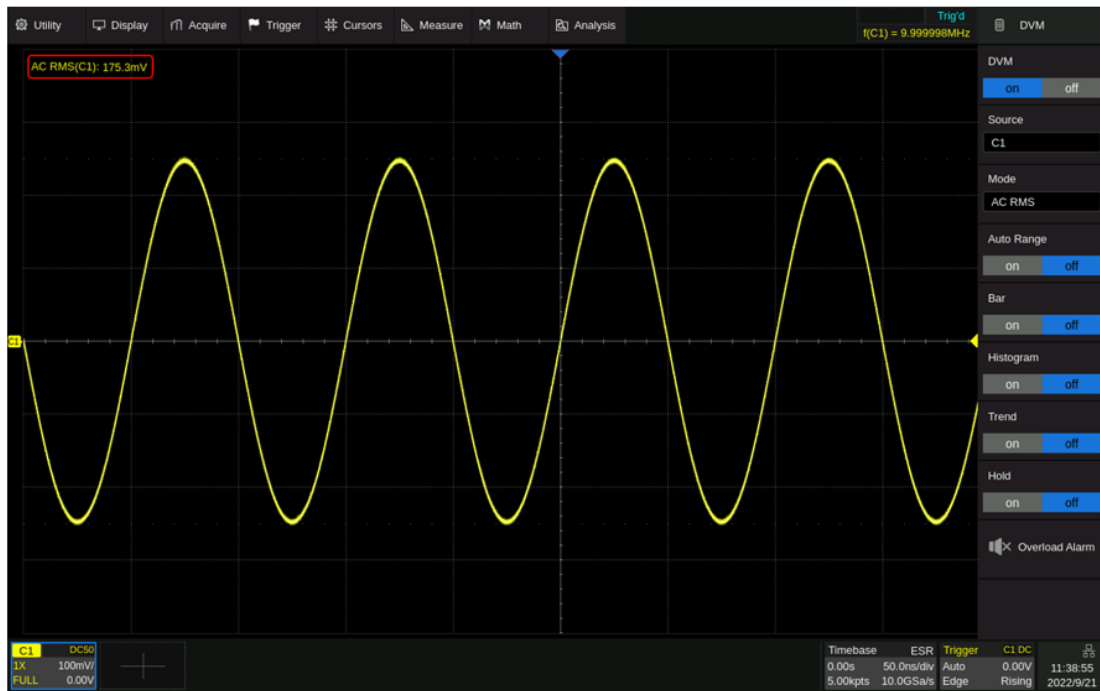 Utility Display Acquire Trigger Cursors Measure Math Analysis
Trig'd
f(C1) = 9.999998MHz
DVM
AC RMS(C1): 175.3mV
DVM
on off
Source
C1
Mode
AC RMS
Auto Range
on off
Bar
on off
Histogram
on off
Trend
on off
Hold
on off
Overload Alarm
C1
C1 DC50
1X 100mV/
FULL 0.00V
Timebase ESR
0.00s 50.0ns/div
5.00kpts 10.0GSa/s
Trigger C1 DC
Auto 0.00V
Edge Rising
11:38:55
2022/9/21